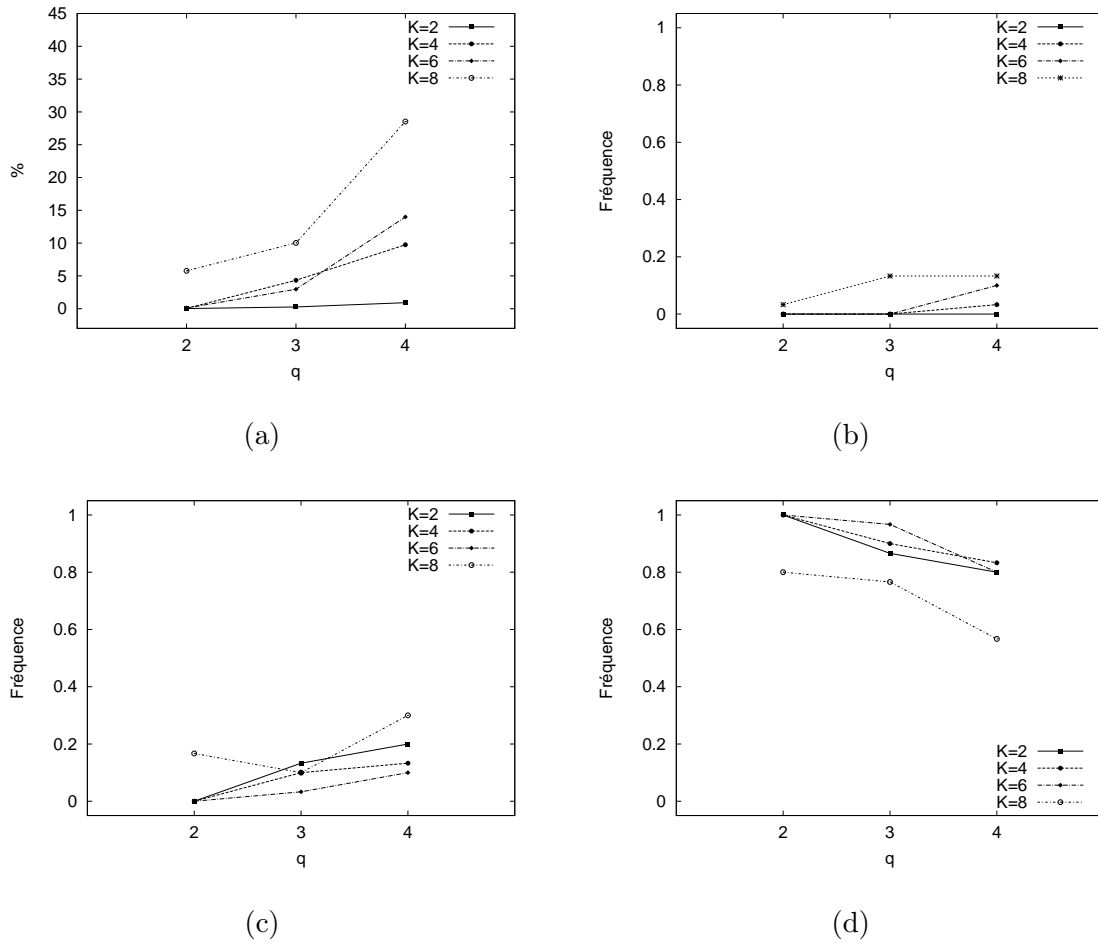 45
40
35
30
25
20
15
10
5
0
%
2 3 4
q
K=2
K=4
K=6
K=8
(a)
1
0.8
0.6
0.4
0.2
0
Fréquence
2 3 4
q
K=2
K=4
K=6
K=8
(b)
1
0.8
0.6
0.4
0.2
0
Fréquence
2 3 4
q
K=2
K=4
K=6
K=8
(c)
1
0.8
0.6
0.4
0.2
0
Fréquence
2 3 4
q
K=2
K=4
K=6
K=8
(d)